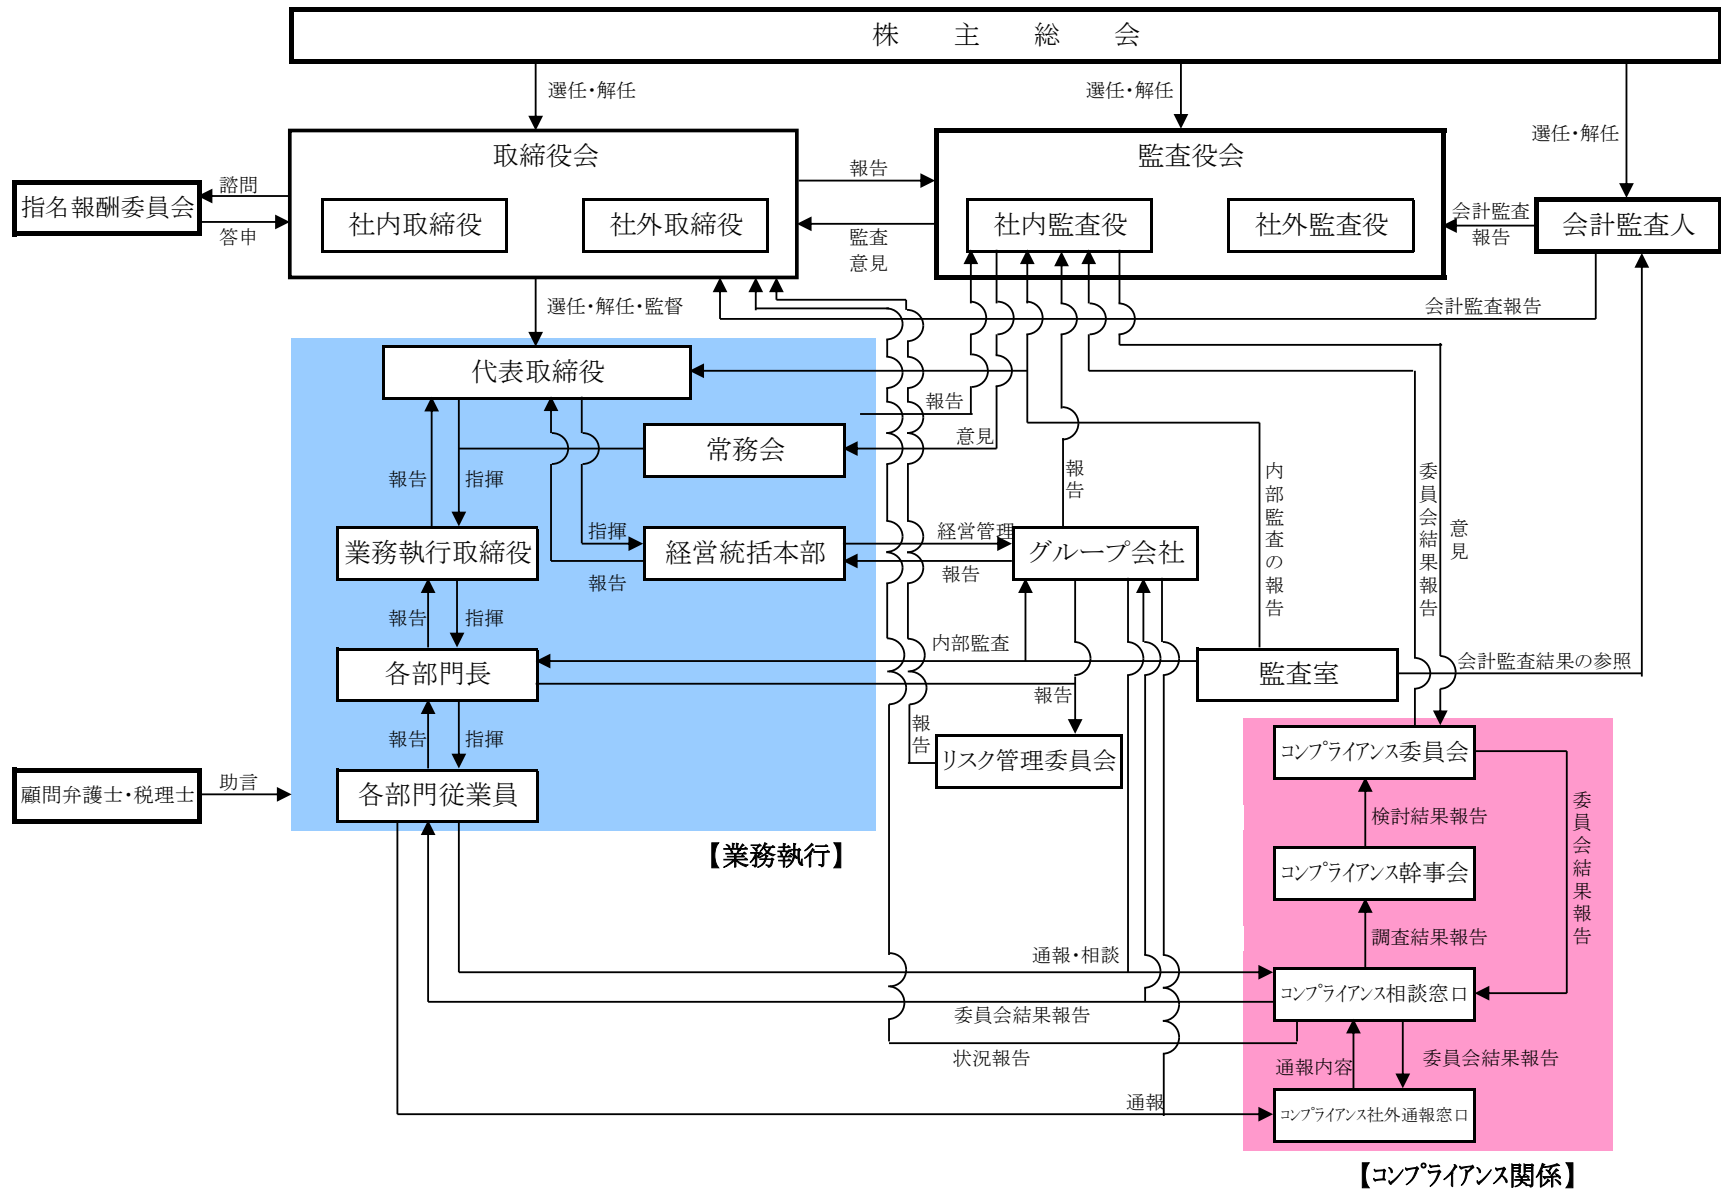 株主総会
選任・解任
選任・解任
選任・解任
取締役会
社内取締役
社外取締役
監査役会
社内監査役
社外監査役
会計監査人
指名報酬委員会
諮問
答申
報告
監査
意見
会計監査
報告
選任・解任・監督
会計監査報告
代表取締役
報告
常務会
意見
報告
指揮
指揮
報告
業務執行取締役
経営統括本部
経営管理
報告
グループ会社
報告
内部監査の報告
委員会結果報告
意見
報告
指揮
内部監査
各部門長
報告
監査室
会計監査結果の参照
報告
指揮
報告
リスク管理委員会
顧問弁護士・税理士
助言
各部門従業員
【業務執行】
コンプライアンス委員会
検討結果報告
委員会結果報告
コンプライアンス幹事会
調査結果報告
通報・相談
コンプライアンス相談窓口
委員会結果報告
状況報告
通報内容
委員会結果報告
通報
コンプライアンス社外通報窓口
【コンプライアンス関係】